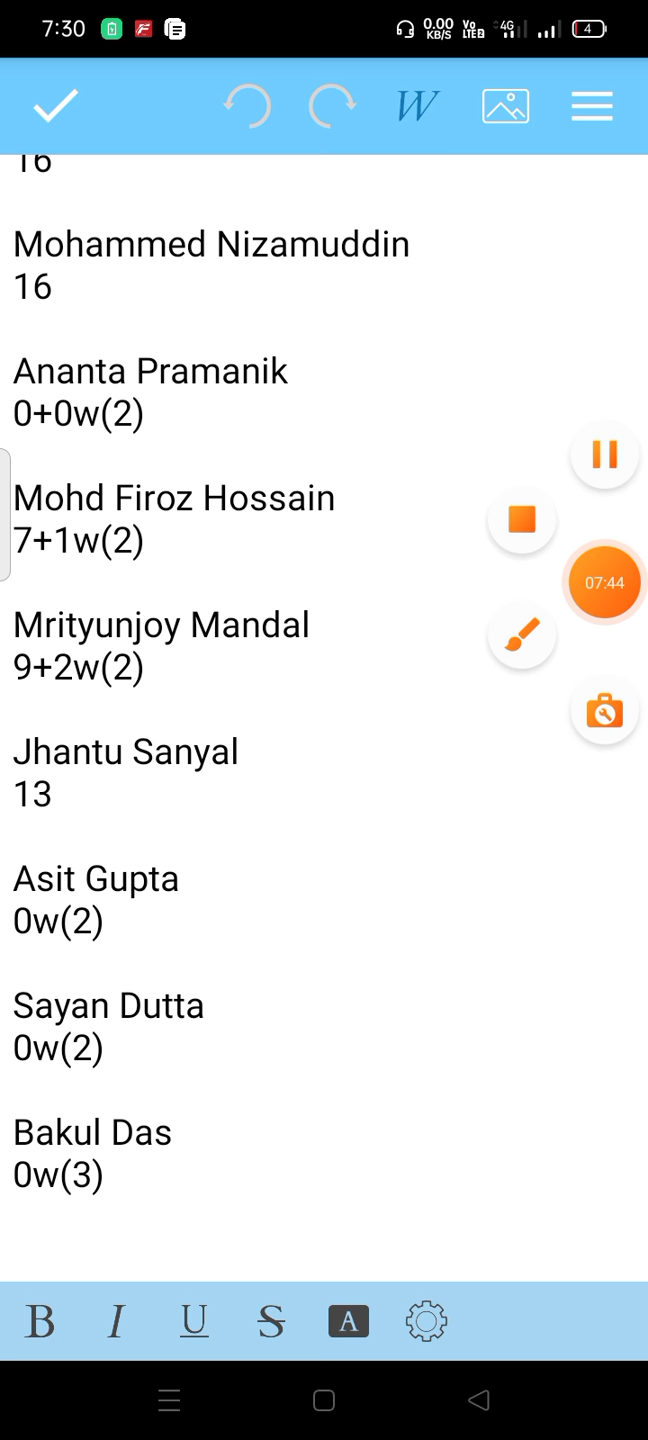 7:30
0.00
KB/S
Vo
LTE2
4G
4
W
16
Mohammed Nizamuddin
16
Ananta Pramanik
0+0w(2)
Mohd Firoz Hossain
7+1w(2)
07:44
Mrityunjoy Mandal
9+2w(2)
Jhantu Sanyal
13
Asit Gupta
0w(2)
Sayan Dutta
0w(2)
Bakul Das
0w(3)
B I U S A